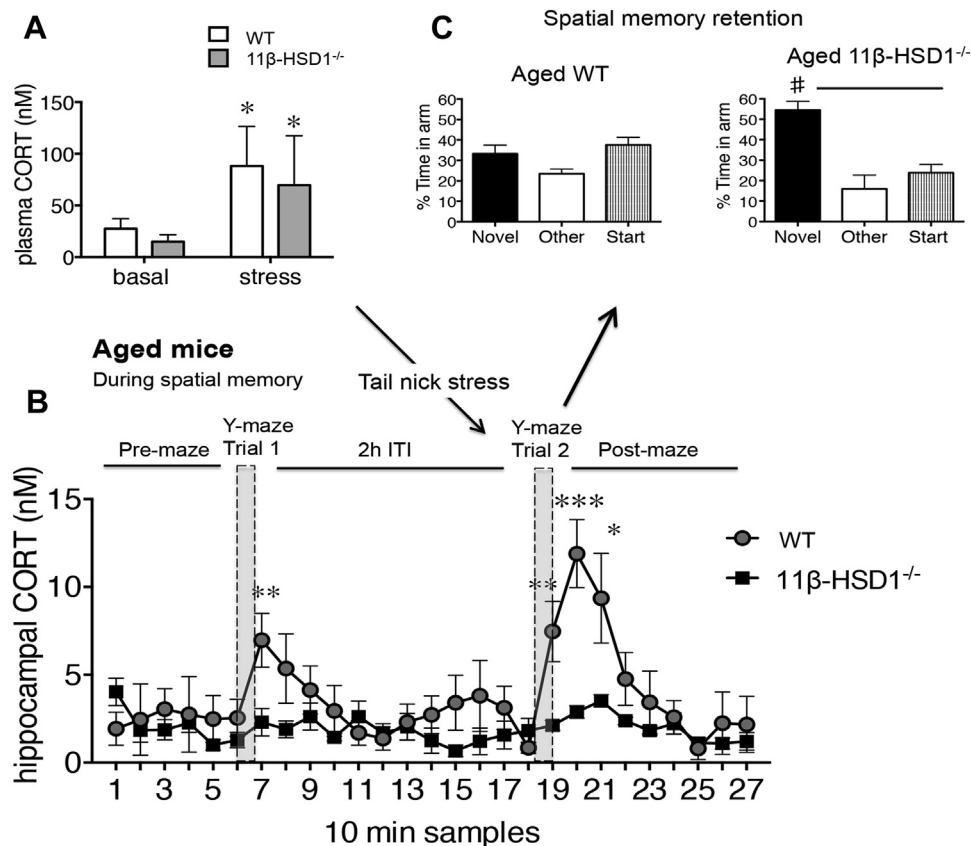 A
WT
11β-HSD1-/-
plasma CORT (nM)
150
100
50
0
* *
basal stress
C
Spatial memory retention
Aged WT
% Time in arm
60
50
40
30
20
10
0
Novel Other Start
Aged 11β-HSD1-/-
#
% Time in arm
60
50
40
30
20
10
0
Novel Other Start
Aged mice
During spatial memory
Tail nick stress
B
Pre-maze
Y-maze
Trial 1
2h ITI
Y-maze
Trial 2
Post-maze
hippocampal CORT (nM)
15
10
5
0
**
**
***
*
WT
11β-HSD1-/-
1 3 5 7 9 11 13 15 17 19 21 23 25 27
10 min samples